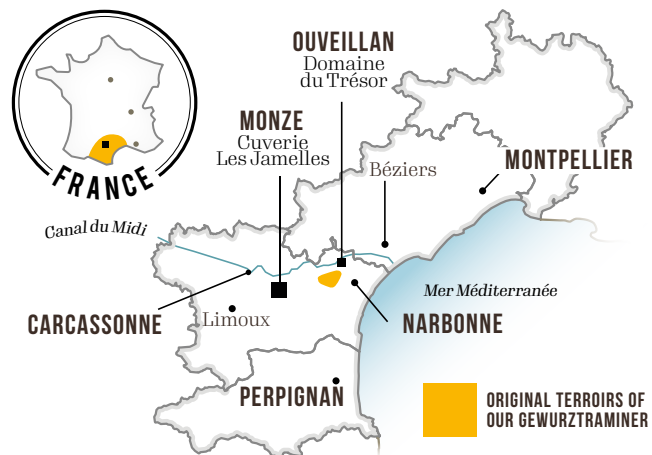 FRANCE
OUVEILLAN
Domaine
du Trésor
MONZE
Cuverie
Les Jamelles
Béziers
MONTPELLIER
Canal du Midi
Mer Méditerranée
CARCASSONNE
Limoux
NARBONNE
PERPIGNAN
ORIGINAL TERROIRS OF
OUR GEWURZTRAMINER